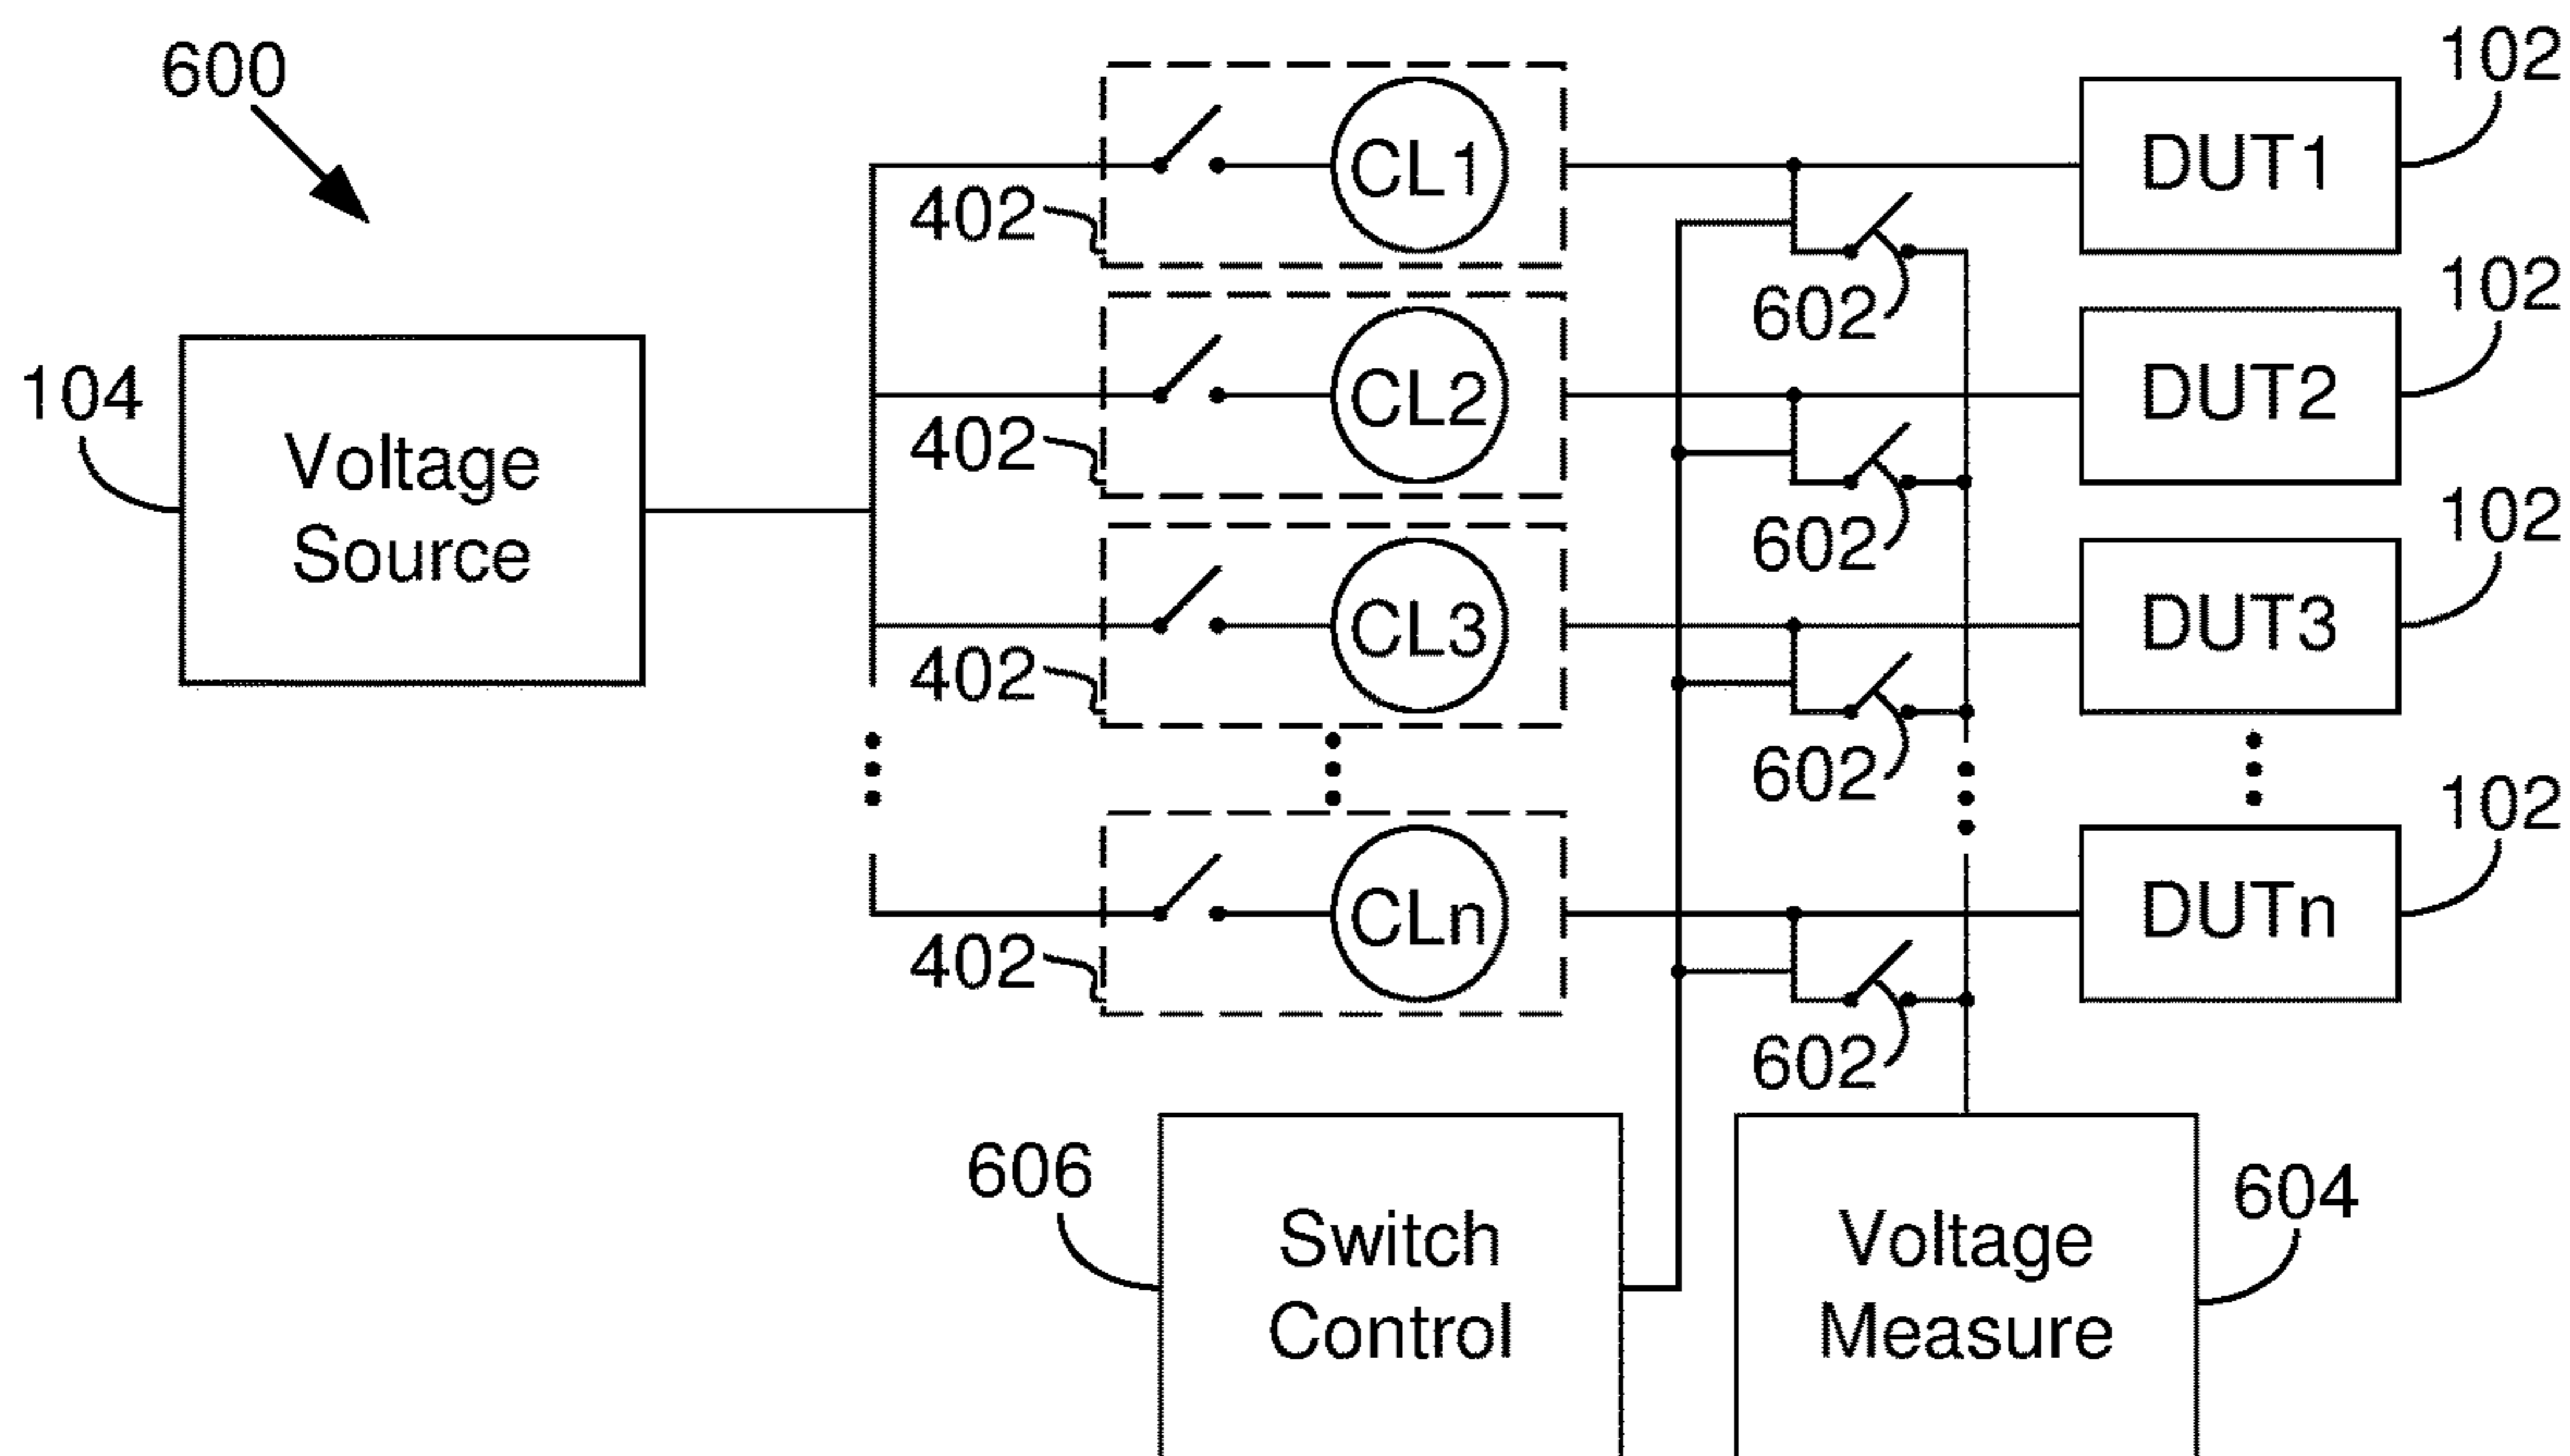 600
102
CL1
DUT1
402
602
102
104
Voltage
Source
CL2
DUT2
402
602
102
CL3
DUT3
402
602
102
CLn
DUTn
402
602
606
Switch
Control
Voltage
Measure
604